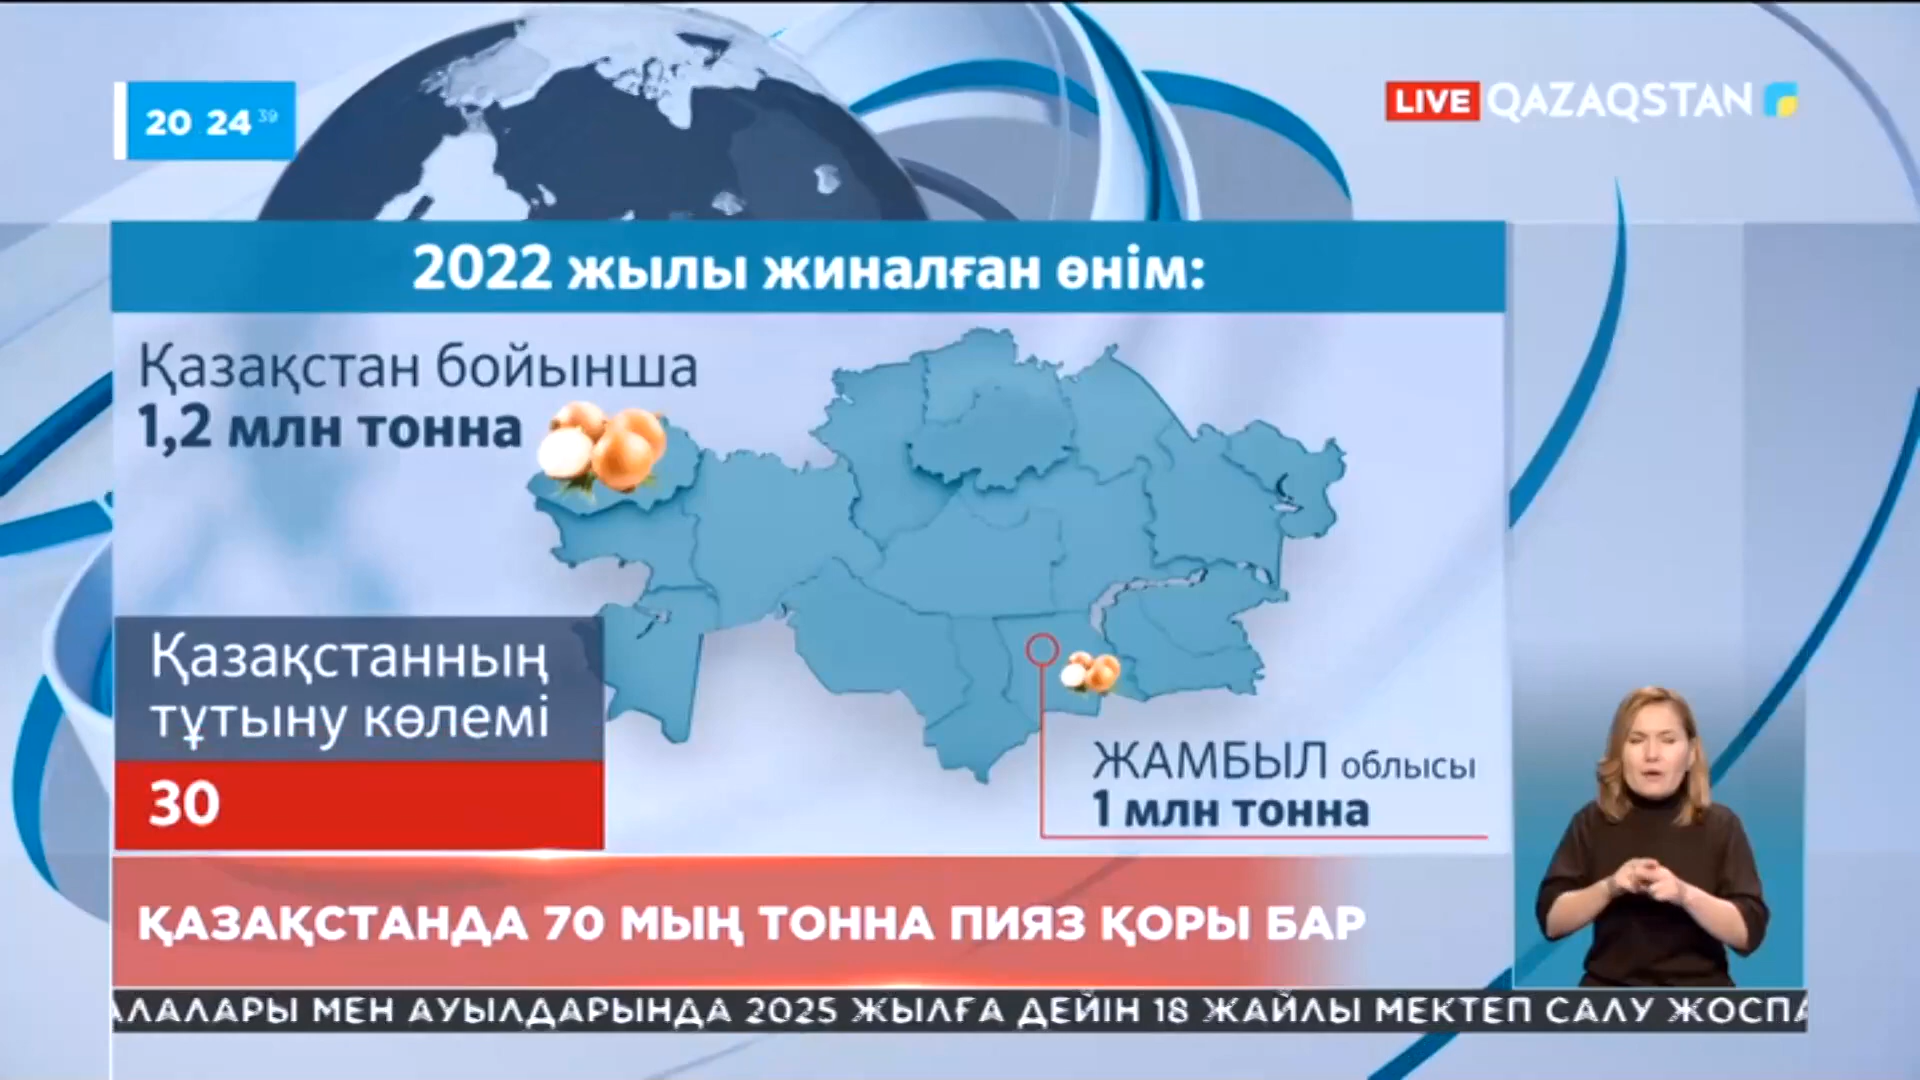 20 24 39
LIVE QAZAQSTAN
2022 жылы жиналған өнім:
Қазақстан бойынша
1,2 млн тонна
Қазақстанның
тұтыну көлемі
30
ЖАМБЫЛ облысы
1 млн тонна
ҚАЗАҚСТАНДА 70 МЫҢ ТОННА ПИЯЗ ҚОРЫ БАР
АЛАЛАРЫ МЕН АУЫЛДАРЫНДА 2025 ЖЫЛҒА ДЕЙІН 18 ЖАЙЛЫ МЕКТЕП САЛУ ЖОСПА